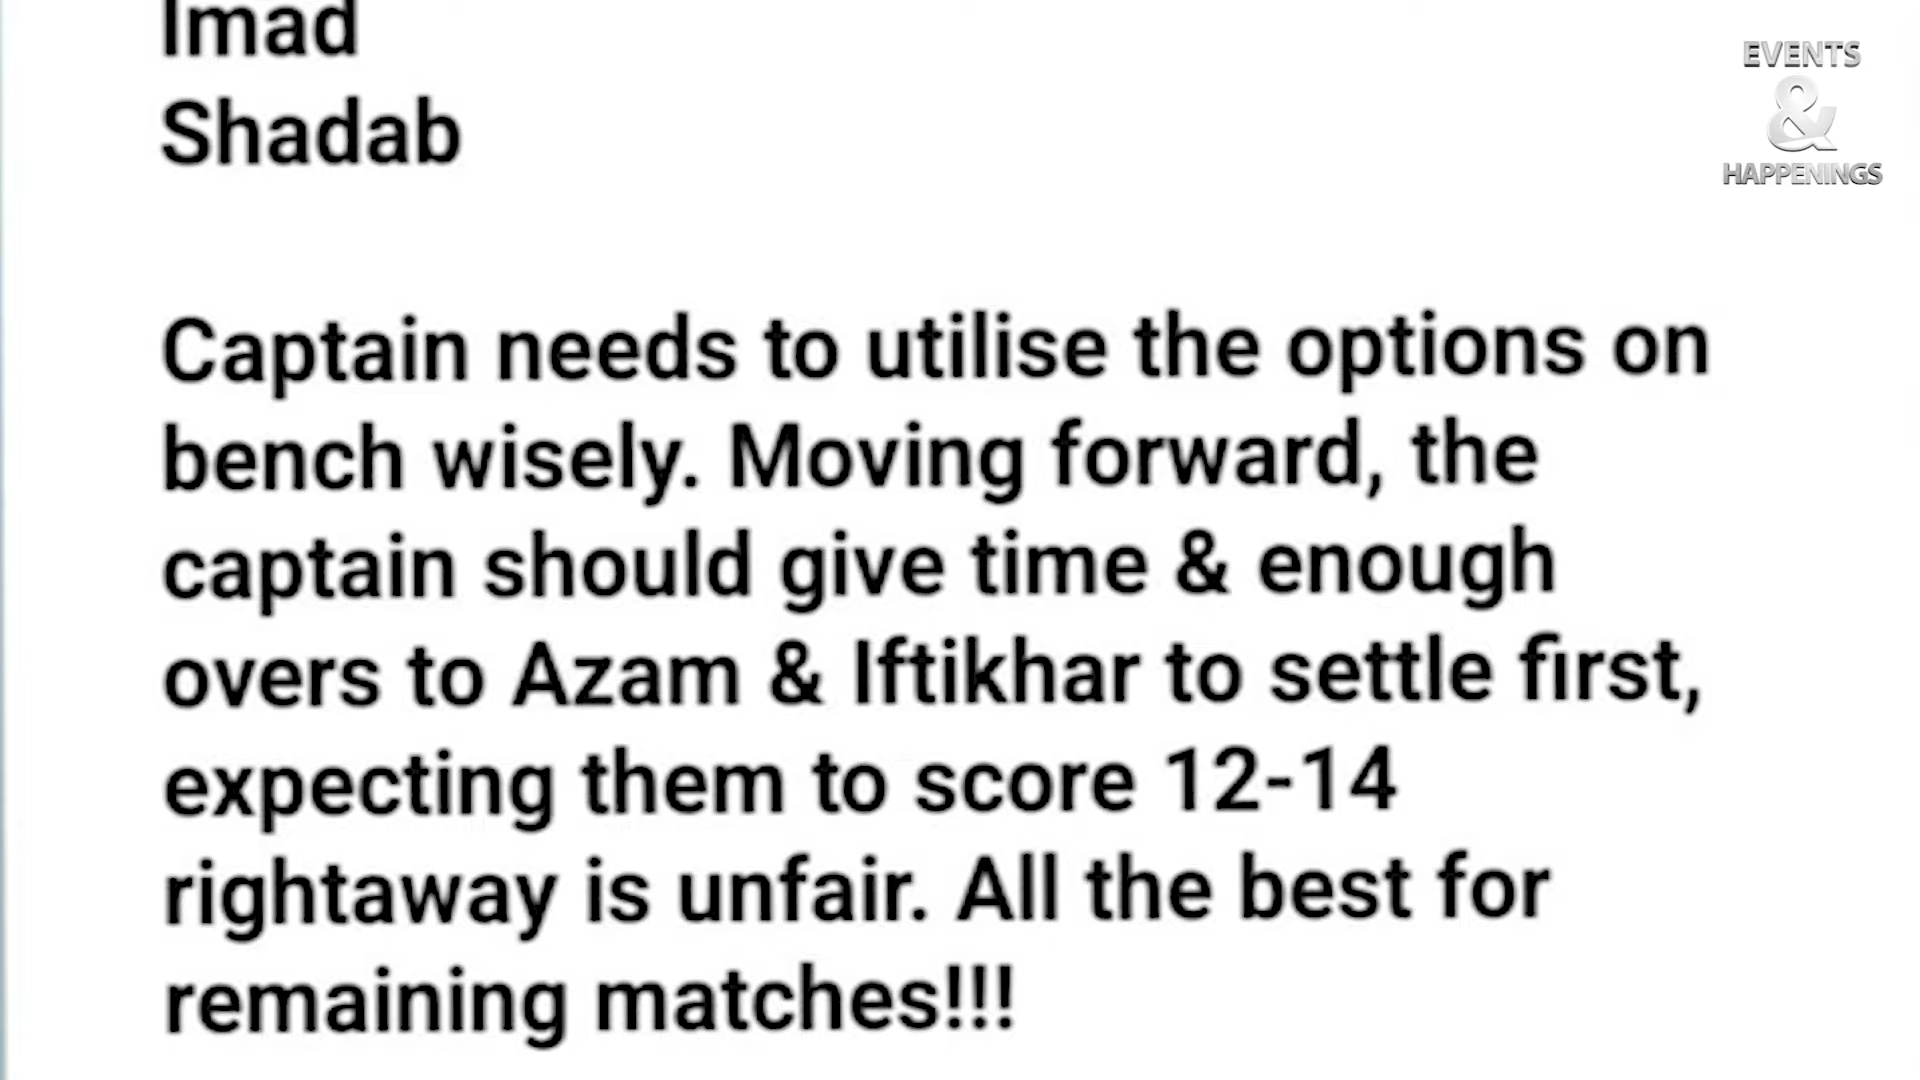 Imad
Shadab
Captain needs to utilise the options on
bench wisely. Moving forward, the
captain should give time & enough
overs to Azam & Iftikhar to settle first,
expecting them to score 12-14
rightaway is unfair. All the best for
remaining matches!!!
EVENTS
&
HAPPENINGS